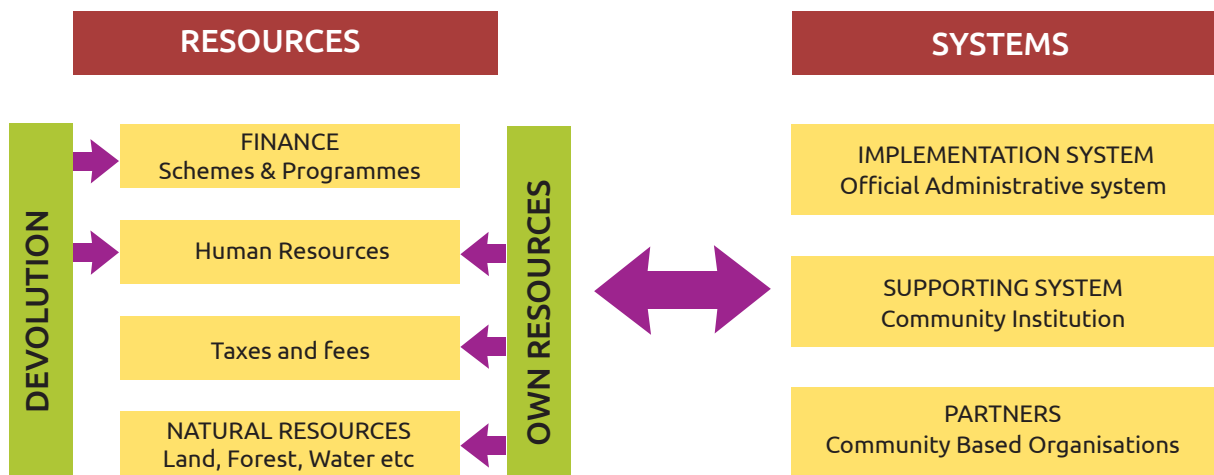 RESOURCES
SYSTEMS
DEVOLUTION
FINANCE
Schemes & Programmes
Human Resources
Taxes and fees
NATURAL RESOURCES
Land, Forest, Water etc
OWN RESOURCES
IMPLEMENTATION SYSTEM
Official Administrative system
SUPPORTING SYSTEM
Community Institution
PARTNERS
Community Based Organisations